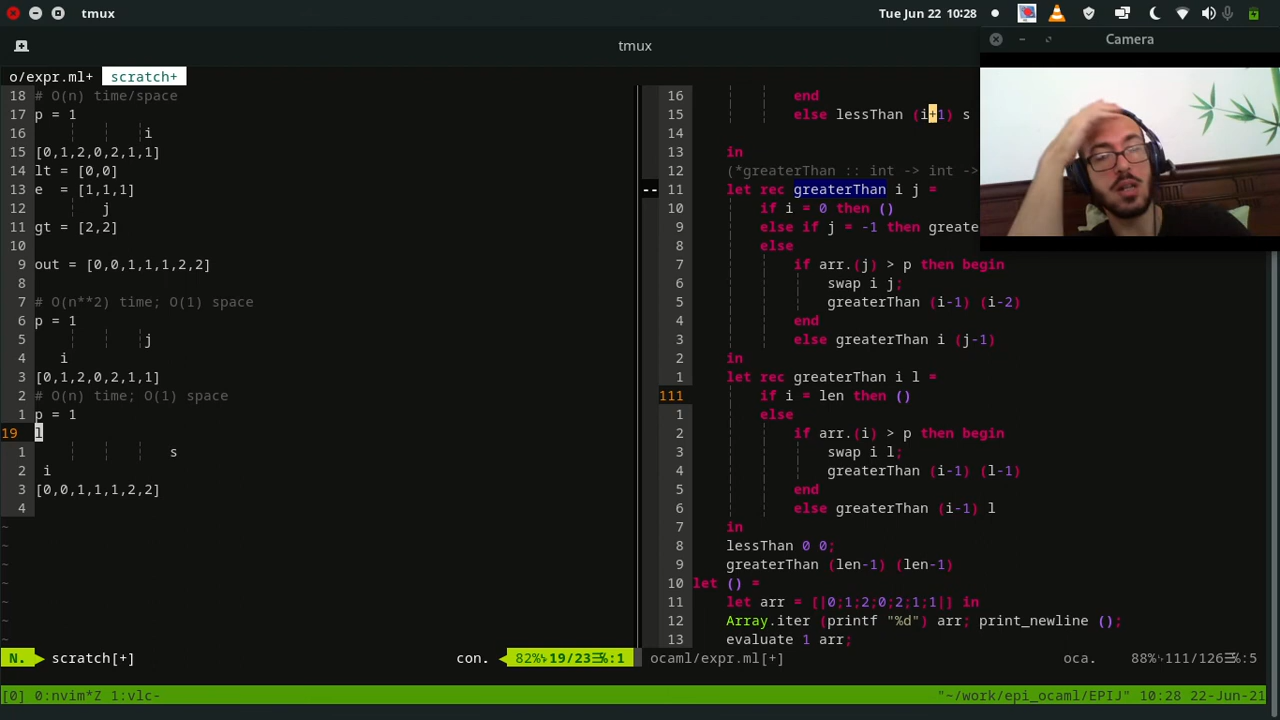 tmux
Tue Jun 22 10:28
tmux
Camera
o/expr.ml+ scratch+
18 # O(n) time/space
17 p = 1
16 i
15 [0,1,2,0,2,1,1]
14 lt = [0,0]
13 e = [1,1,1]
12 j
11 gt = [2,2]
10
9 out = [0,0,1,1,1,2,2]
8
7 # O(n**2) time; O(1) space
6 p = 1
5 j
4 i
3 [0,1,2,0,2,1,1]
2 # O(n) time; O(1) space
1 p = 1
19 l
1 s
2 i
3 [0,0,1,1,1,2,2]
4
~
~
~
~
~
~
~
N. scratch[+] con. 82% 19/23 :1
16 end
15 else lessThan (i+1) s
14
13 in
12 (*greaterThan :: int -> int ->
-- 11 let rec greaterThan i j =
10 if i = 0 then ()
9 else if j = -1 then greate
8 else
7 if arr.(j) > p then begin
6 swap i j;
5 greaterThan (i-1) (i-2)
4 end
3 else greaterThan i (j-1)
2 in
1 let rec greaterThan i l =
111 if i = len then ()
1 else
2 if arr.(i) > p then begin
3 swap i l;
4 greaterThan (i-1) (l-1)
5 end
6 else greaterThan (i-1) l
7 in
8 lessThan 0 0;
9 greaterThan (len-1) (len-1)
10 let () =
11 let arr = [|0;1;2;0;2;1;1|] in
12 Array.iter (printf "%d") arr; print_newline ();
13 evaluate 1 arr;
ocaml/expr.ml[+] oca. 88% 111/126 :5
[0] 0:nvim*Z 1:vlc- "~/work/epi_ocaml/EPIJ" 10:28 22-Jun-21